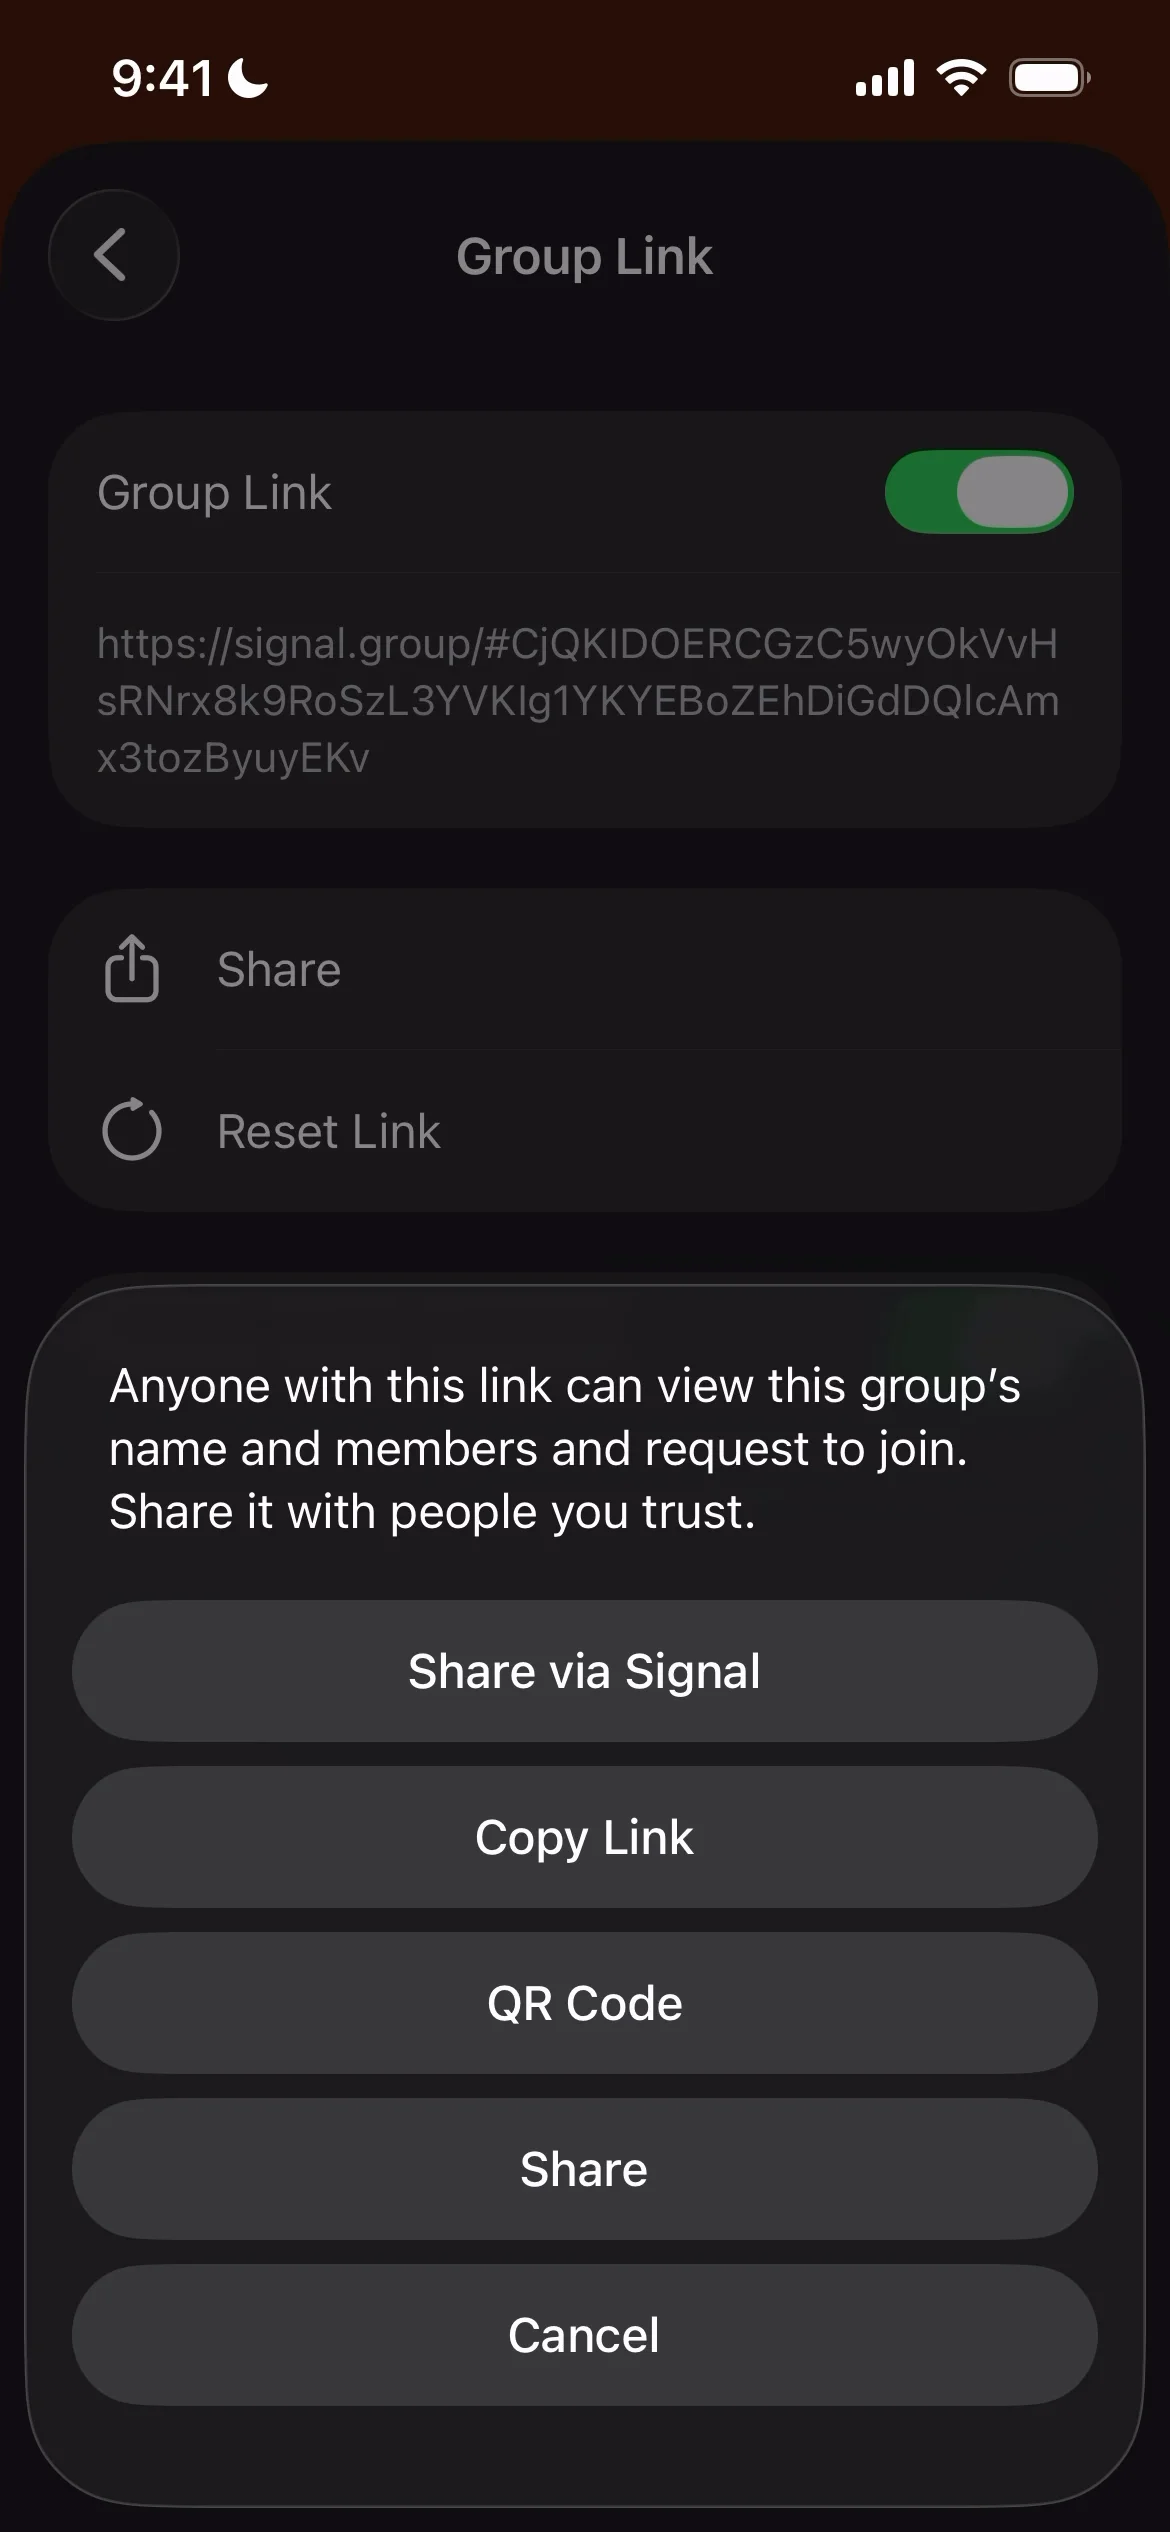 9:41
Group Link
Group Link
https://signal.group/#CjQKIDOERCGzC5wyOkVvH
sRNrx8k9RoSzL3YVKIg1YKYEBoZEhDiGdDQlcAm
x3tozByuyEKv
Share
Reset Link
Anyone with this link can view this group’s
name and members and request to join.
Share it with people you trust.
Share via Signal
Copy Link
QR Code
Share
Cancel